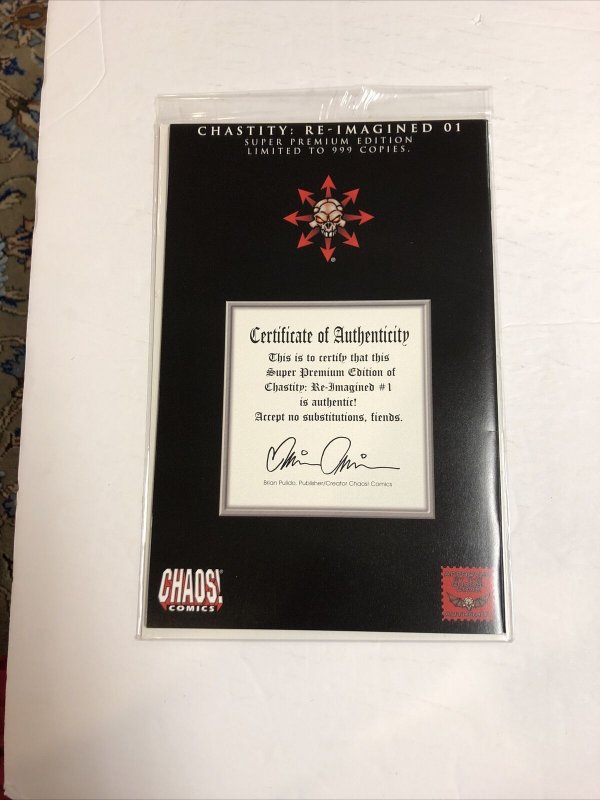 CHASTITY: RE-IMAGINED 01
SUPER PREMIUM EDITION
LIMITED TO 999 COPIES.
®
Certificate of Authenticity
This is to certify that this
Super Premium Edition of
Chastity: Re-Imagined #1
is authentic!
Accept no substitutions, fiends.
Brian Pulido, Publisher/Creator Chaos! Comics
CHAOS!
COMICS